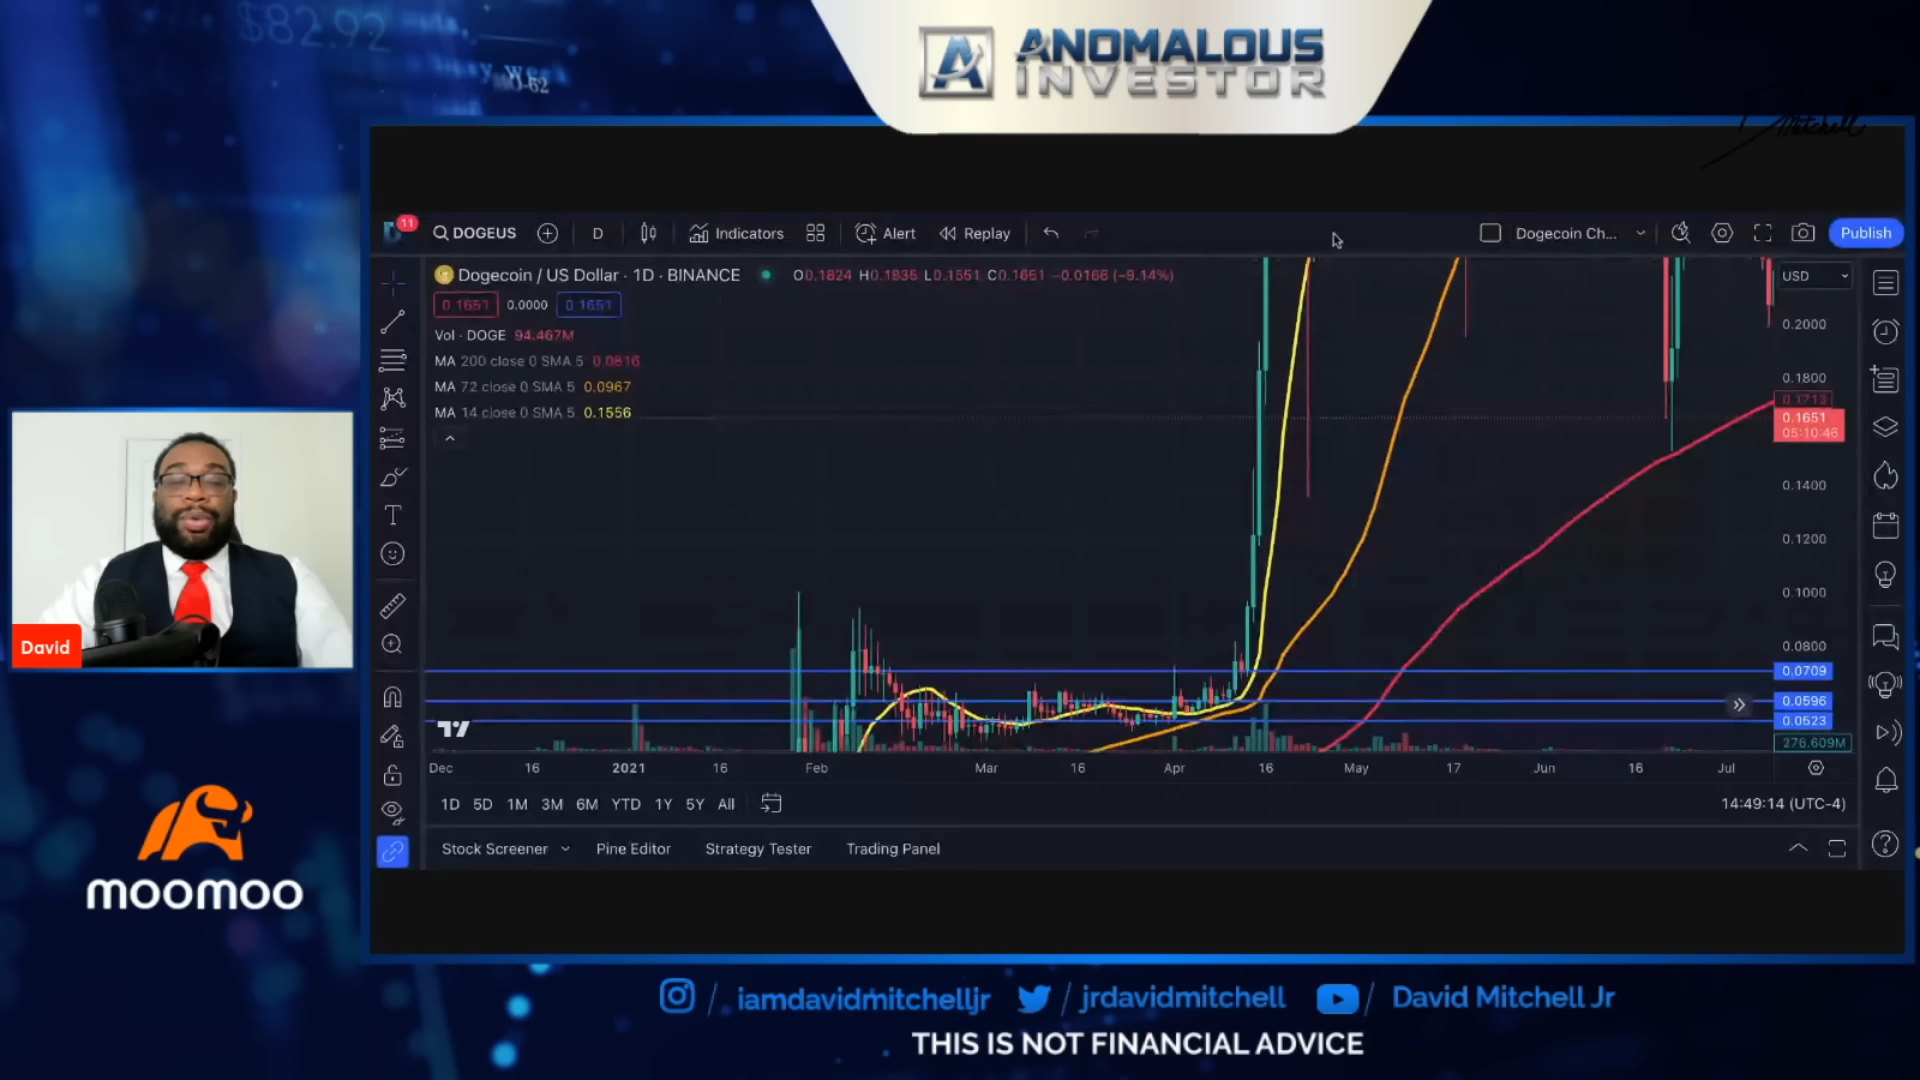 $82.92
ANOMALOUS
INVESTOR
Mitchell
11
DOGEUS
D
Indicators
Alert
Replay
Dogecoin Ch...
Publish
Dogecoin / US Dollar · 1D · BINANCE
O0.1824 H0.1835 L0.1551 C0.1651 −0.0166 (−9.14%)
USD
0.1651 0.0000 0.1651
Vol · DOGE 94.467M
MA 200 close 0 SMA 5 0.0816
MA 72 close 0 SMA 5 0.0967
MA 14 close 0 SMA 5 0.1556
0.2000
0.1800
0.1713
0.1651
05:10:46
0.1400
0.1200
0.1000
0.0800
0.0709
0.0596
0.0523
276.609M
Dec 16 2021 16 Feb Mar 16 Apr 16 May 17 Jun 16 Jul
1D 5D 1M 3M 6M YTD 1Y 5Y All
14:49:14 (UTC-4)
Stock Screener Pine Editor Strategy Tester Trading Panel
David
moomoo
/ iamdavidmitchelljr / jrdavidmitchell / David Mitchell Jr
THIS IS NOT FINANCIAL ADVICE